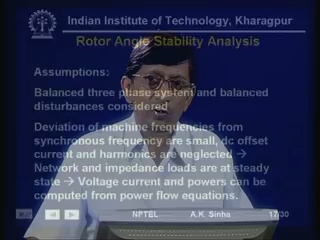 Indian Institute of Technology, Kharagpur
Rotor Angle Stability Analysis
Assumptions:
Balanced three phase system and balanced
disturbances considered
Deviation of machine frequencies from
synchronous frequency are small, dc offset
current and harmonics are neglected →
Network and impedance loads are at steady
state → Voltage current and powers can be
computed from power flow equations.
NPTEL A.K. Sinha 17/30